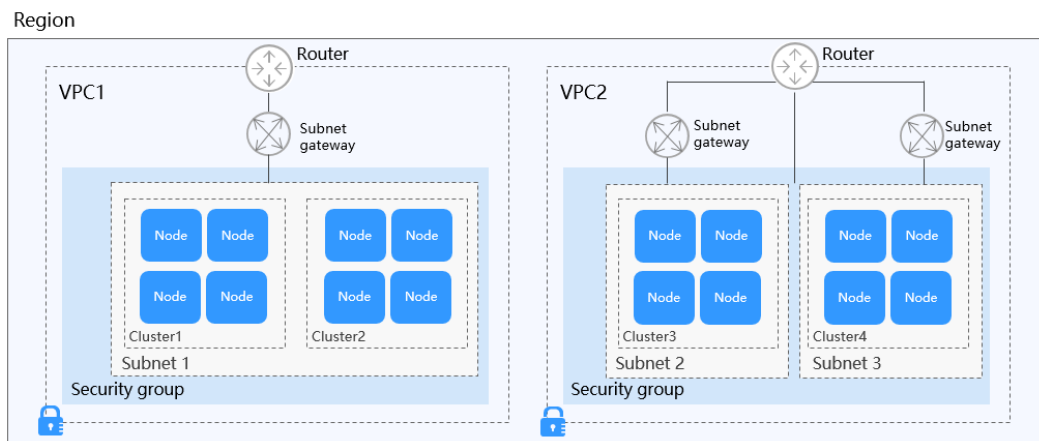 Region
Router
VPC1
Subnet
gateway
Node
Node
Node
Node
Node
Node
Node
Node
Cluster1
Cluster2
Subnet 1
Security group
Router
VPC2
Subnet
gateway
Subnet
gateway
Node
Node
Node
Node
Node
Node
Node
Node
Cluster3
Cluster4
Subnet 2
Subnet 3
Security group